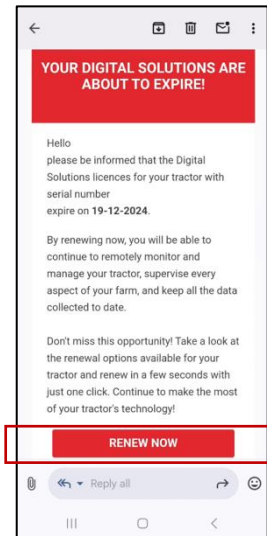 YOUR DIGITAL SOLUTIONS ARE
ABOUT TO EXPIRE!
Hello
please be informed that the Digital
Solutions licences for your tractor with
serial number
expire on 19-12-2024.
By renewing now, you will be able to
continue to remotely monitor and
manage your tractor, supervise every
aspect of your farm, and keep all the data
collected to date.
Don't miss this opportunity! Take a look at
the renewal options available for your
tractor and renew in a few seconds with
just one click. Continue to make the most
of your tractor's technology!
RENEW NOW
Reply all